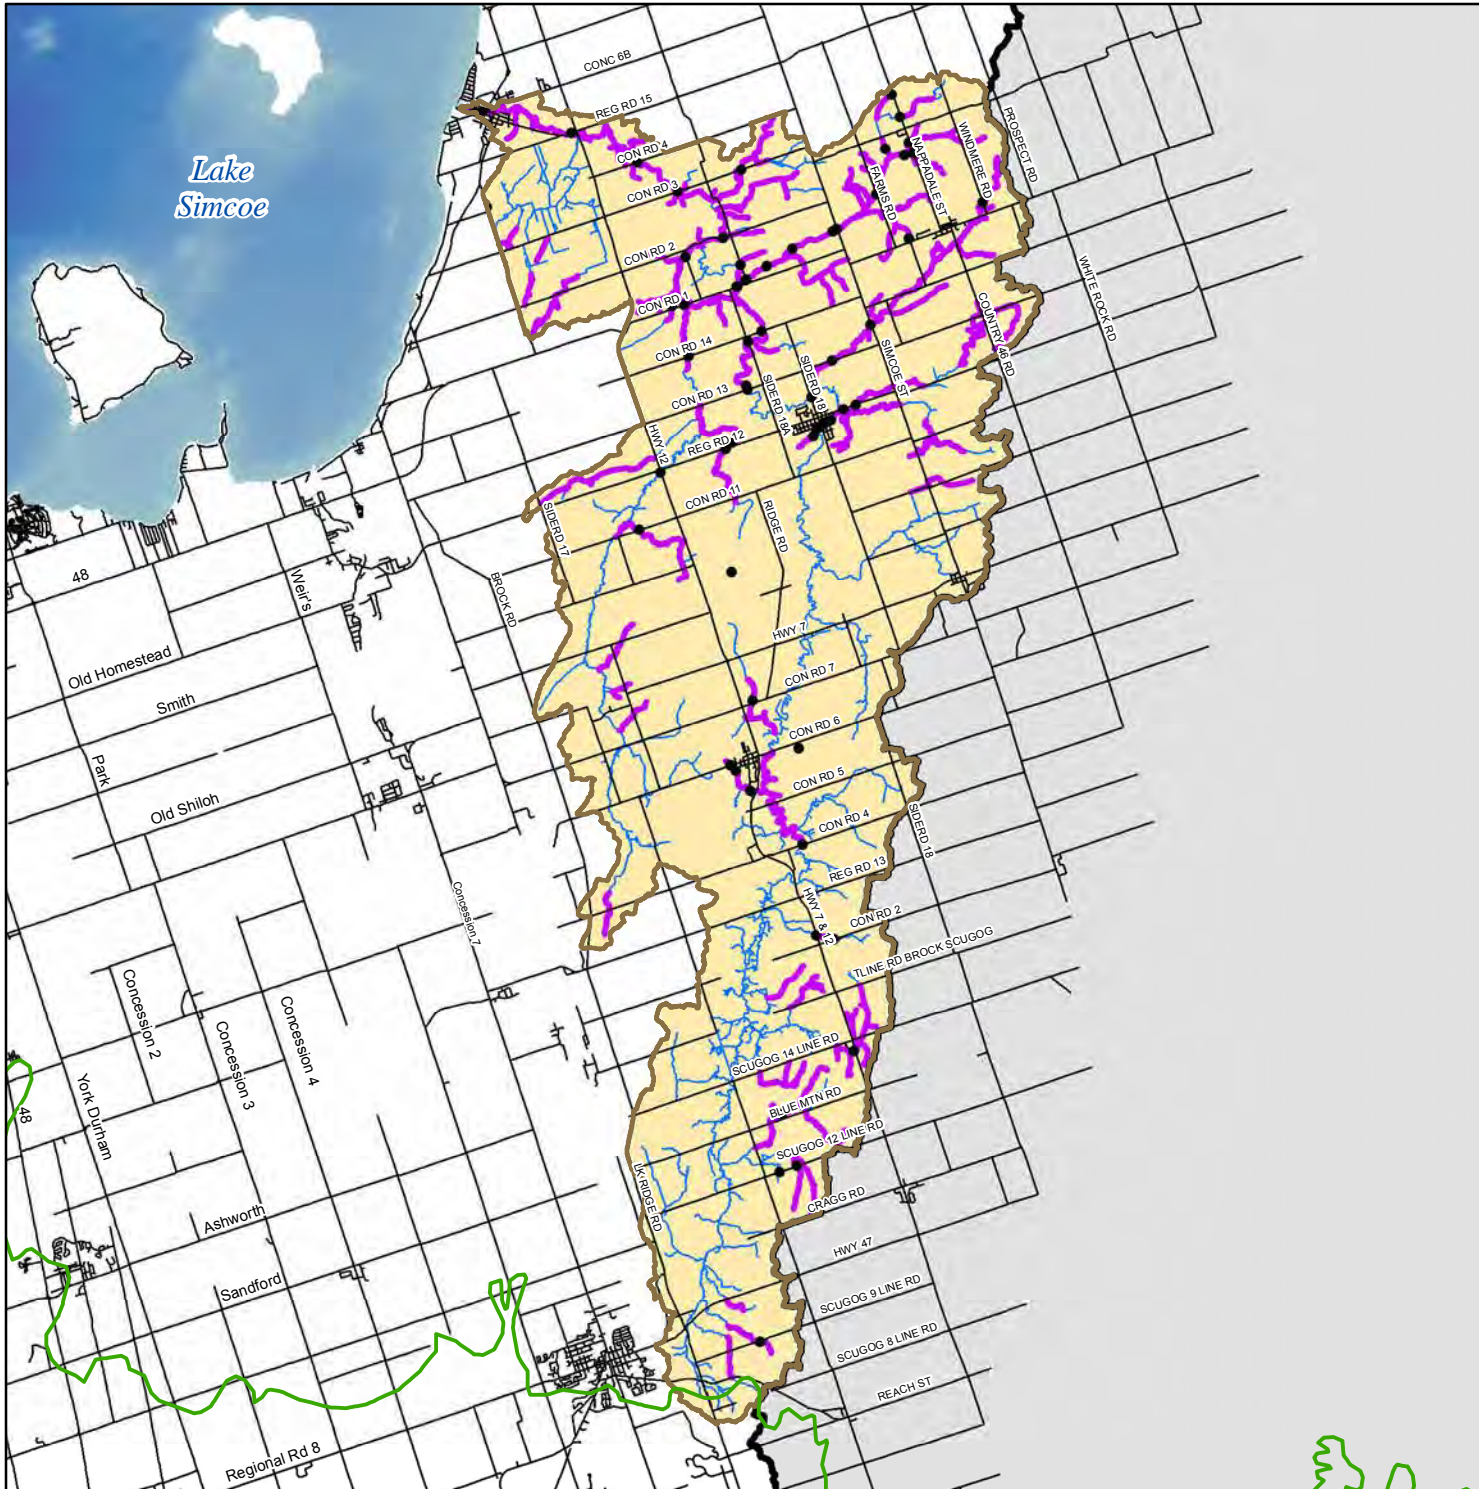 CONC 6B
REG RD 15
CON RD 4
CON RD 3
Lake
Simcoe
NAPPADALE ST
WINDMERE RD
PROSPECT RD
FARMS RD
CON RD 2
CON RD 1
WHITE ROCK RD
COUNTRY 46 RD
CON RD 14
SIMCOE ST
SIDERD 18
SIDERD 18A
CON RD 13
HWY 12
REG RD 12
CON RD 11
SIDERD 17
RIDGE RD
48
Weir's
BROCK RD
HWY 7
Old Homestead
CON RD 7
Smith
CON RD 6
Park
CON RD 5
Old Shiloh
CON RD 4
SIDERD 18
REG RD 13
Concession 7
HWY 7 & 12
CON RD 2
TLINE RD BROCK SCUGOG
Concession 2
Concession 3
Concession 4
SCUGOG 14 LINE RD
York Durham
48
BLUE MTN RD
SCUGOG 12 LINE RD
LK RIDGE RD
CRAGG RD
Ashworth
HWY 47
Sandford
SCUGOG 9 LINE RD
SCUGOG 8 LINE RD
REACH ST
Regional Rd 8